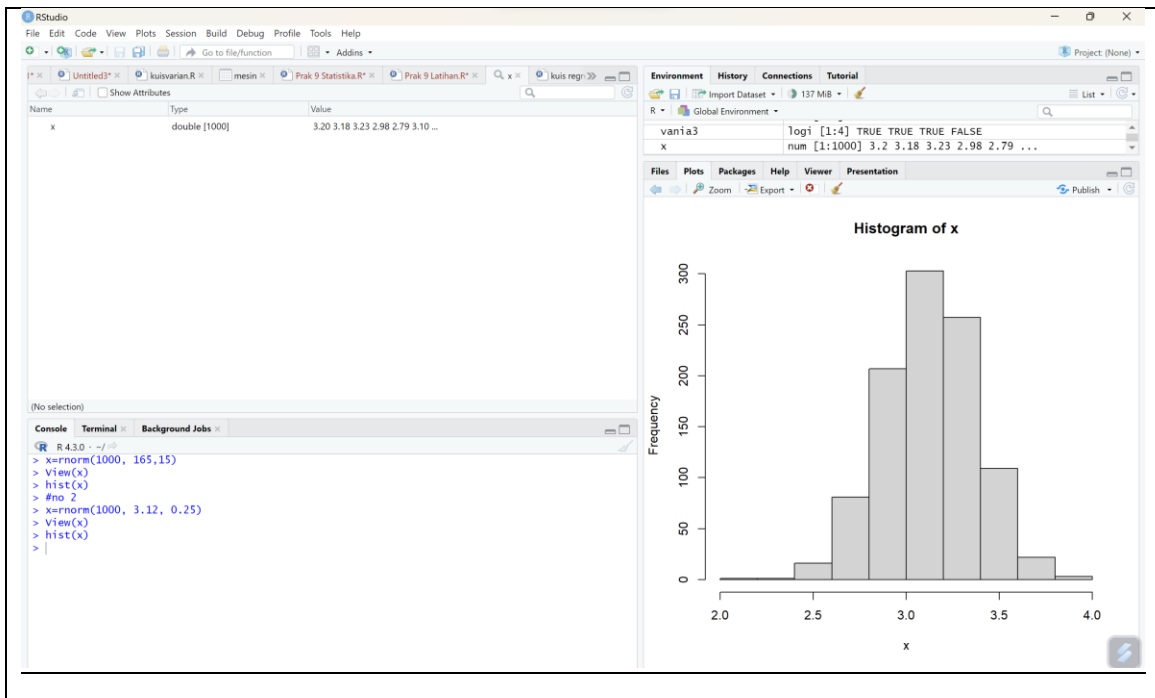 RStudio
File Edit Code View Plots Session Build Debug Profile Tools Help
Go to file/function Addins Project: (None)
Untitled3* kuisvarian.R mesin Prak 9 Statistika.R* Prak 9 Latihan.R* x kuis regr
Show Attributes
Name Type Value
x double [1000] 3.20 3.18 3.23 2.98 2.79 3.10 ...
(No selection)
Console Terminal Background Jobs
R 4.3.0 · ~/
> x=rnorm(1000, 165,15)
> View(x)
> hist(x)
> #no 2
> x=rnorm(1000, 3.12, 0.25)
> View(x)
> hist(x)
>
Environment History Connections Tutorial
Import Dataset 137 MiB List
R Global Environment
vania3 logi [1:4] TRUE TRUE TRUE FALSE
x num [1:1000] 3.2 3.18 3.23 2.98 2.79 ...
Files Plots Packages Help Viewer Presentation
Zoom Export Publish
Histogram of x
Frequency
300
250
200
150
100
50
0
2.0 2.5 3.0 3.5 4.0
x